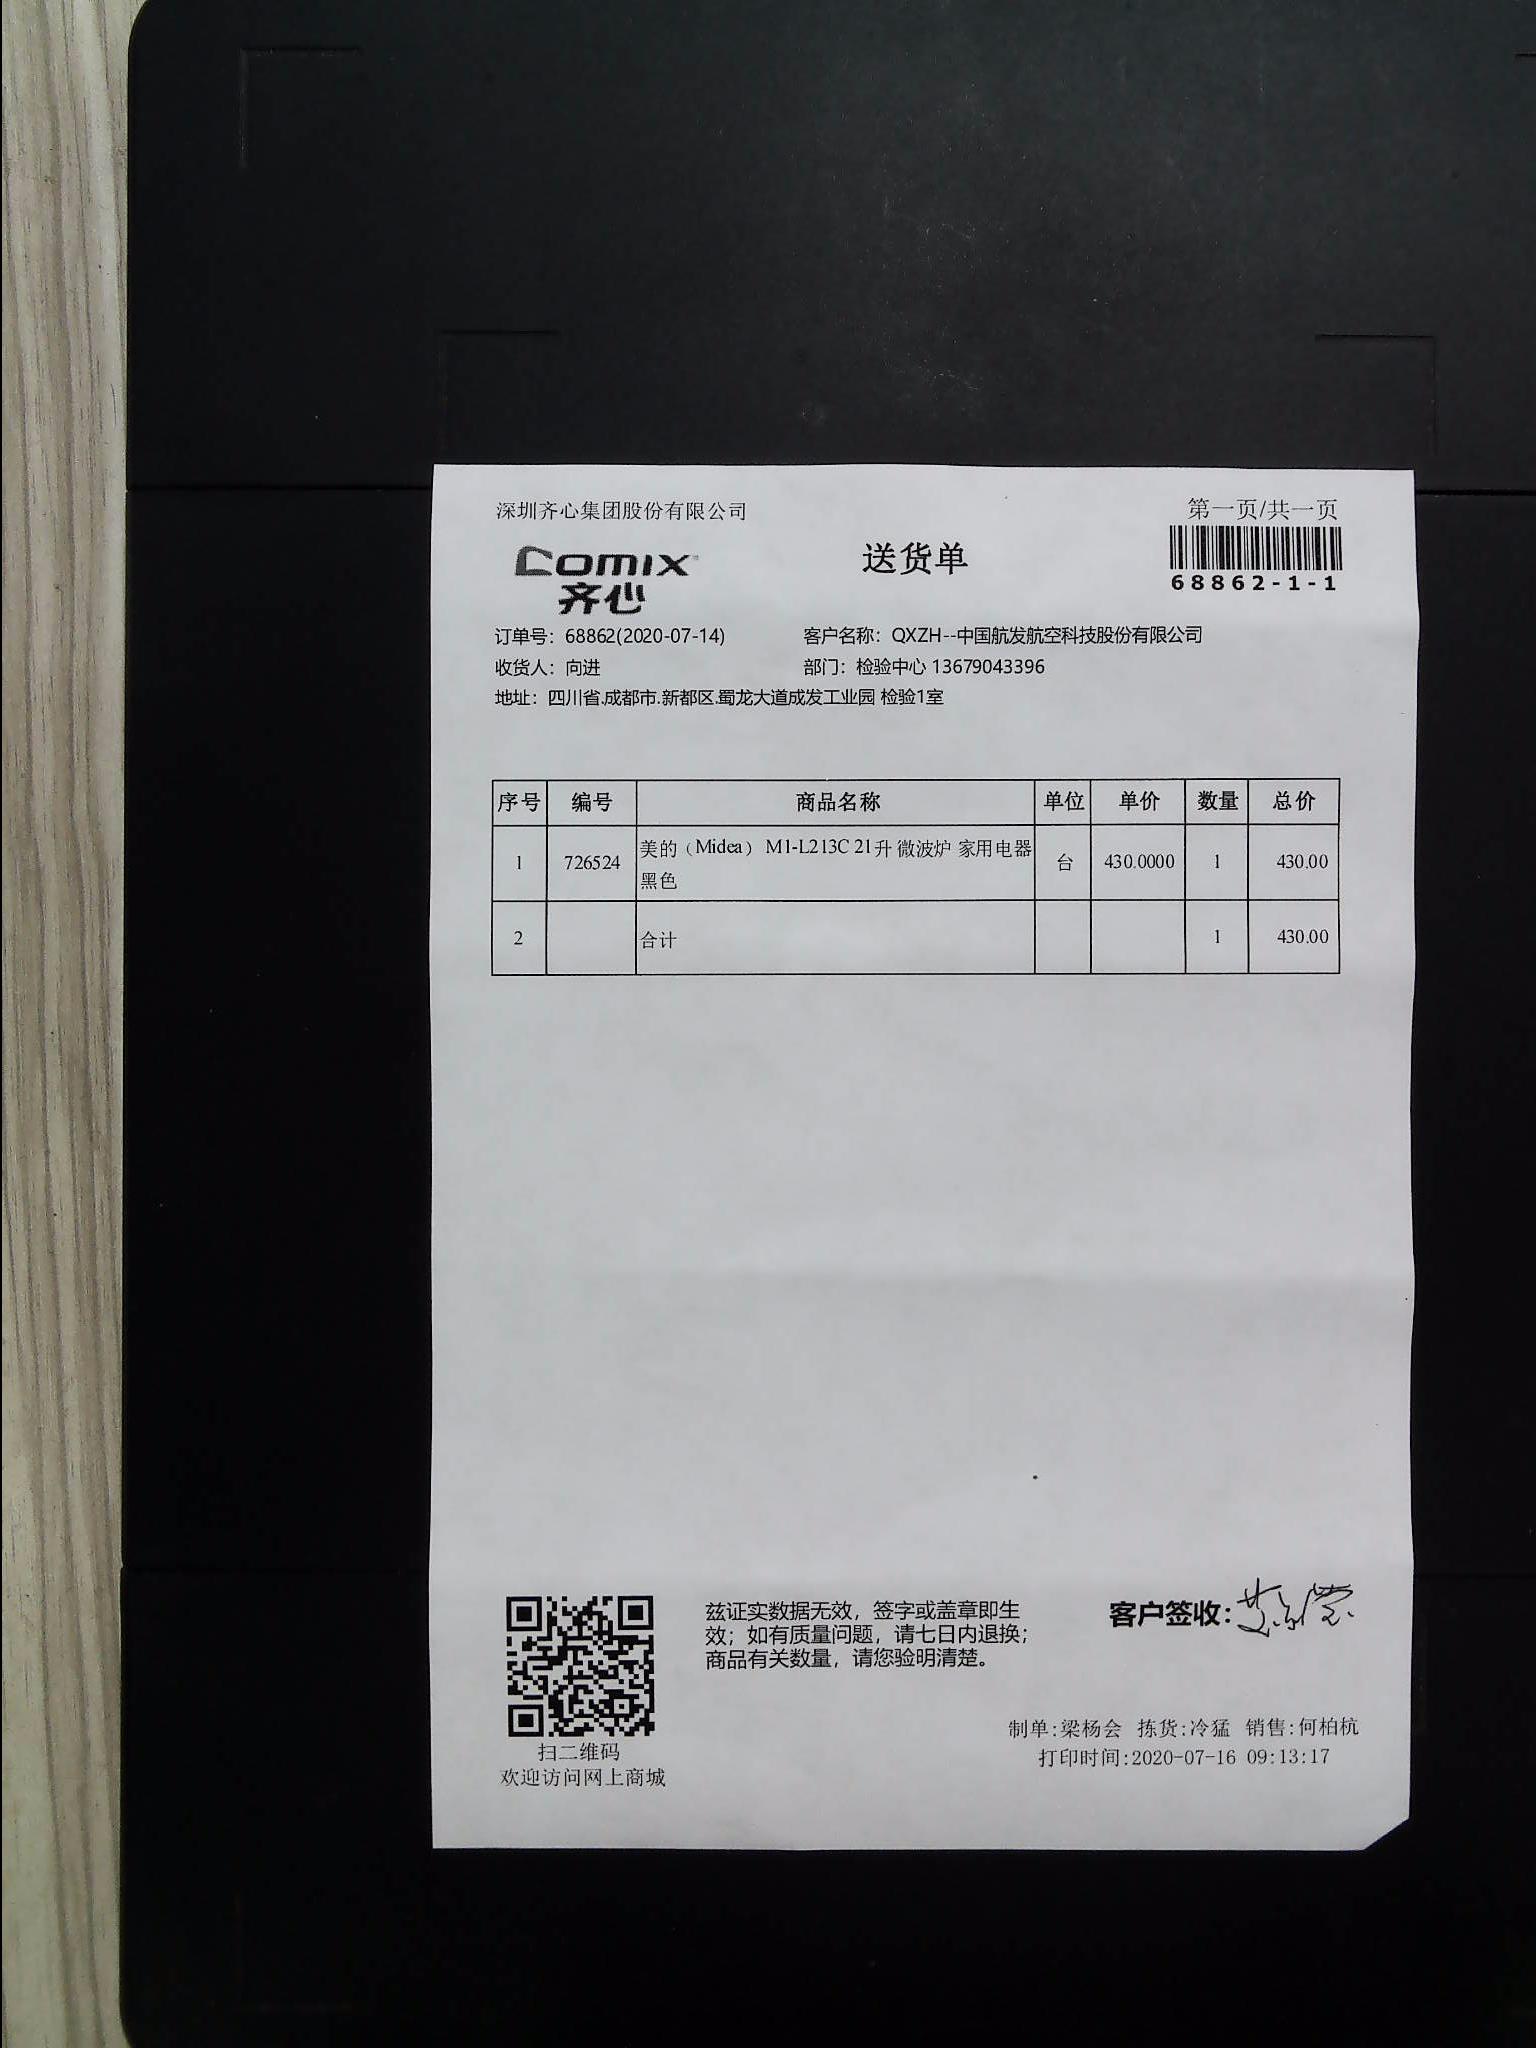 深圳齐心集团股份有限公司
第一页/共一页
comix
齐心
送货单
68862-1-1
订单号：68862(2020-07-14) 客户名称：QXZH--中国航发航空科技股份有限公司
收货人：向进 部门：检验中心 13679043396
地址：四川省.成都市.新都区.蜀龙大道成发工业园 检验1室
序号 编号 商品名称 单位 单价 数量 总价
1 726524 美的（Midea） M1-L213C 21升 微波炉 家用电器 黑色 台 430.0000 1 430.00
2 合计 1 430.00
兹证实数据无效，签字或盖章即生
效；如有质量问题，请七日内退换；
商品有关数量，请您验明清楚。
客户签收：
扫二维码
欢迎访问网上商城
制单:梁杨会 拣货:冷猛 销售:何柏杭
打印时间:2020-07-16 09:13:17